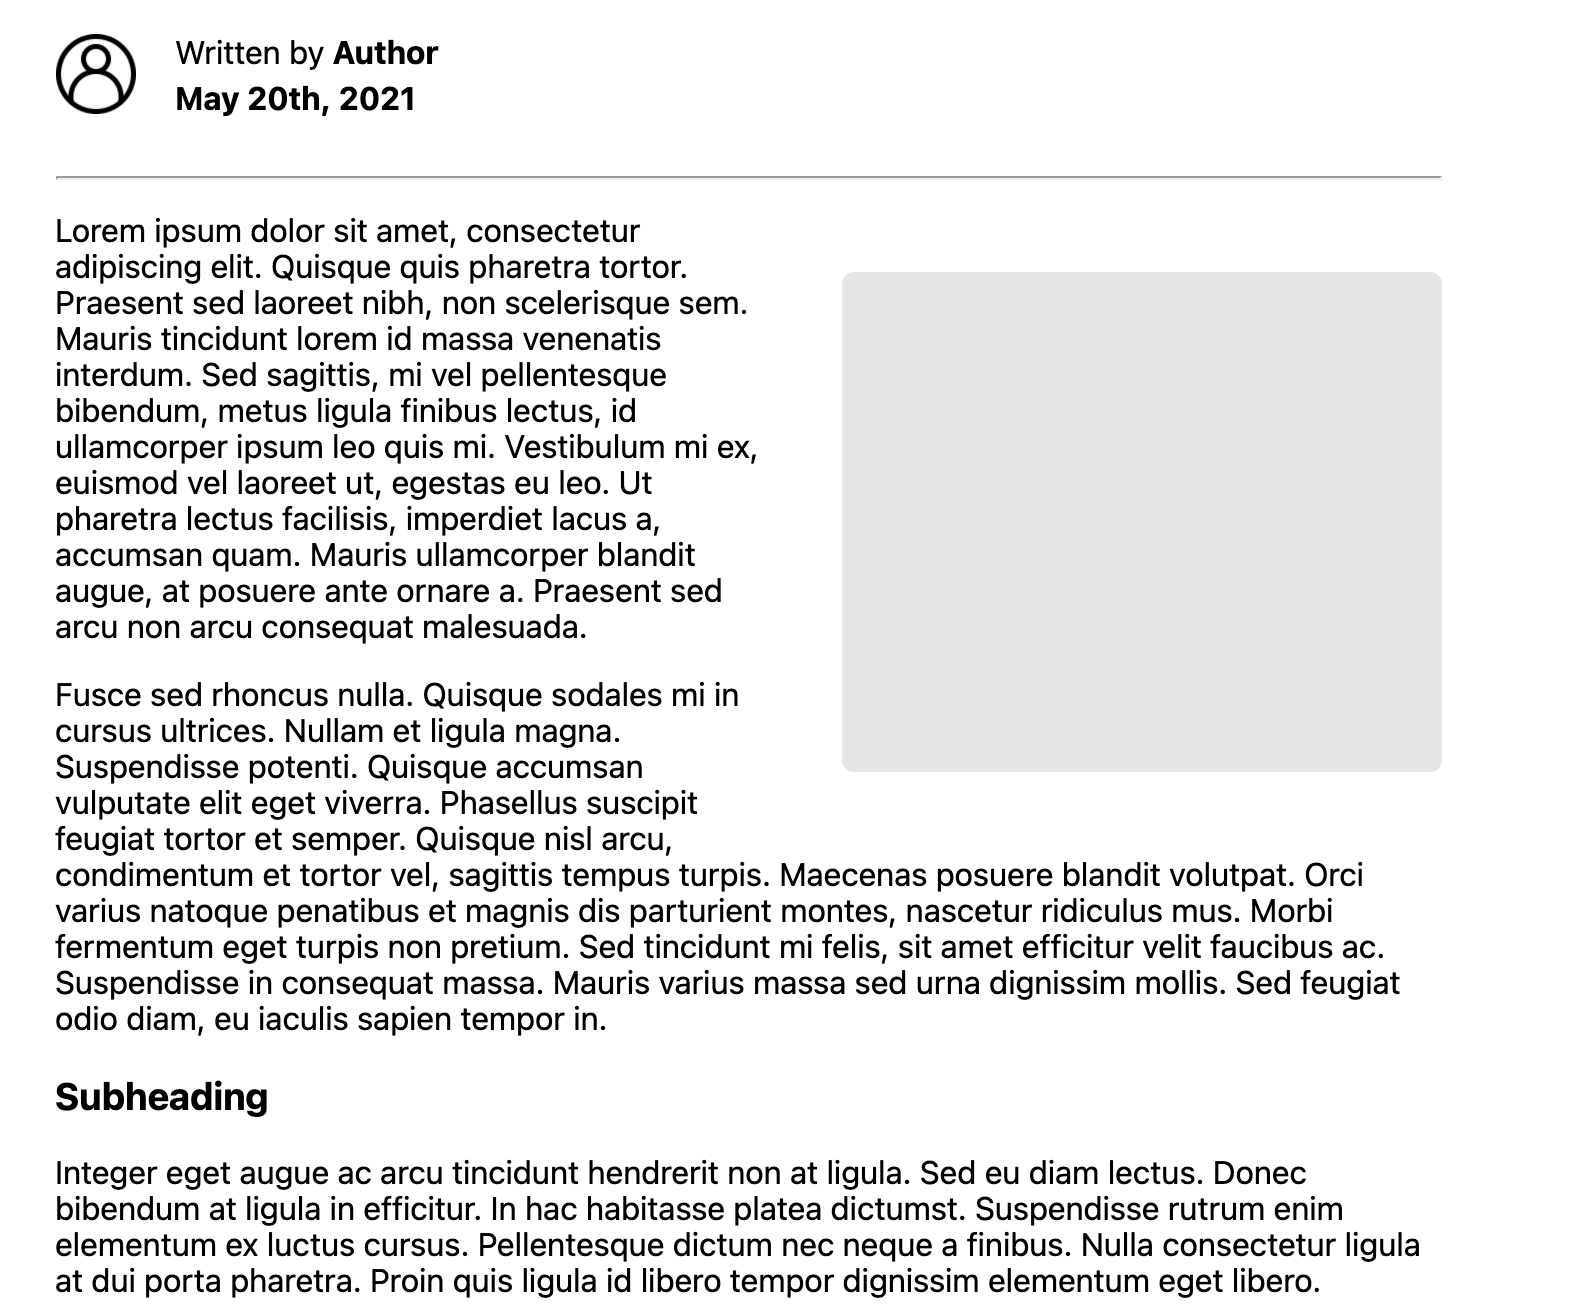 Written by Author
May 20th, 2021
Lorem ipsum dolor sit amet, consectetur
adipiscing elit. Quisque quis pharetra tortor.
Praesent sed laoreet nibh, non scelerisque sem.
Mauris tincidunt lorem id massa venenatis
interdum. Sed sagittis, mi vel pellentesque
bibendum, metus ligula finibus lectus, id
ullamcorper ipsum leo quis mi. Vestibulum mi ex,
euismod vel laoreet ut, egestas eu leo. Ut
pharetra lectus facilisis, imperdiet lacus a,
accumsan quam. Mauris ullamcorper blandit
augue, at posuere ante ornare a. Praesent sed
arcu non arcu consequat malesuada.
Fusce sed rhoncus nulla. Quisque sodales mi in
cursus ultrices. Nullam et ligula magna.
Suspendisse potenti. Quisque accumsan
vulputate elit eget viverra. Phasellus suscipit
feugiat tortor et semper. Quisque nisl arcu,
condimentum et tortor vel, sagittis tempus turpis. Maecenas posuere blandit volutpat. Orci
varius natoque penatibus et magnis dis parturient montes, nascetur ridiculus mus. Morbi
fermentum eget turpis non pretium. Sed tincidunt mi felis, sit amet efficitur velit faucibus ac.
Suspendisse in consequat massa. Mauris varius massa sed urna dignissim mollis. Sed feugiat
odio diam, eu iaculis sapien tempor in.
Subheading
Integer eget augue ac arcu tincidunt hendrerit non at ligula. Sed eu diam lectus. Donec
bibendum at ligula in efficitur. In hac habitasse platea dictumst. Suspendisse rutrum enim
elementum ex luctus cursus. Pellentesque dictum nec neque a finibus. Nulla consectetur ligula
at dui porta pharetra. Proin quis ligula id libero tempor dignissim elementum eget libero.